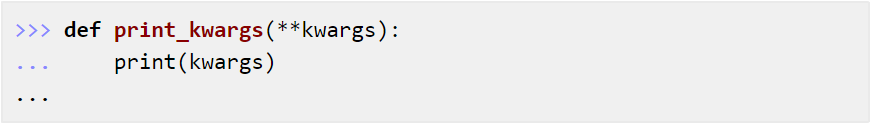 >>> def print_kwargs(**kwargs):
...     print(kwargs)
...